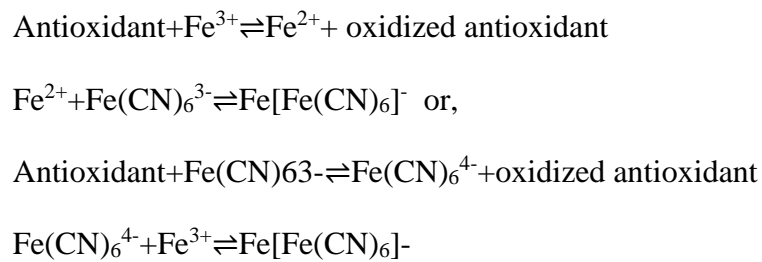 Antioxidant+Fe³⁺⇌Fe²⁺+ oxidized antioxidant
Fe²⁺+Fe(CN)₆³⁻⇌Fe[Fe(CN)₆]⁻ or,
Antioxidant+Fe(CN)63-⇌Fe(CN)₆⁴⁻+oxidized antioxidant
Fe(CN)₆⁴⁻+Fe³⁺⇌Fe[Fe(CN)₆]-